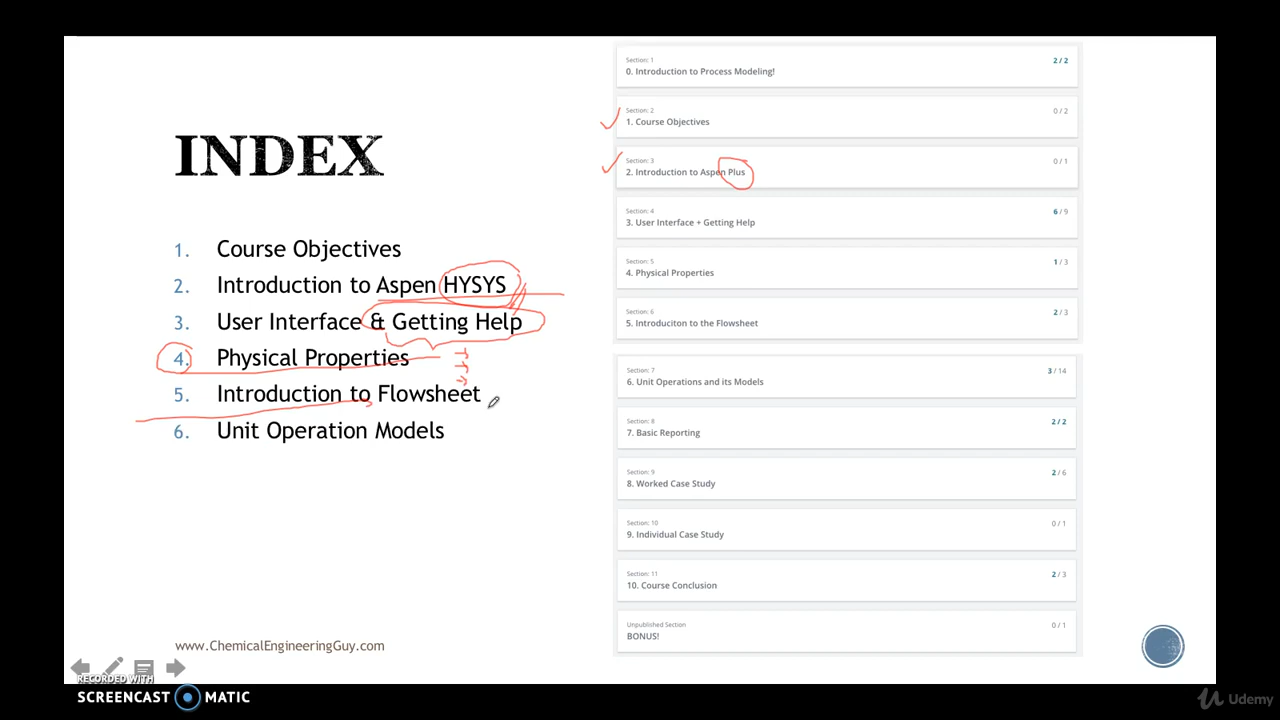 INDEX
1. Course Objectives
2. Introduction to Aspen HYSYS
3. User Interface & Getting Help
4. Physical Properties
5. Introduction to Flowsheet
6. Unit Operation Models
www.ChemicalEngineeringGuy.com
Section: 1
0. Introduction to Process Modeling!
2 / 2
Section: 2
1. Course Objectives
0 / 2
Section: 3
2. Introduction to Aspen Plus
0 / 1
Section: 4
3. User Interface + Getting Help
6 / 9
Section: 5
4. Physical Properties
1 / 3
Section: 6
5. Introduciton to the Flowsheet
2 / 3
Section: 7
6. Unit Operations and its Models
3 / 14
Section: 8
7. Basic Reporting
2 / 2
Section: 9
8. Worked Case Study
2 / 6
Section: 10
9. Individual Case Study
0 / 1
Section: 11
10. Course Conclusion
2 / 3
Unpublished Section
BONUS!
0 / 1
RECORDED WITH
SCREENCAST MATIC
Udemy